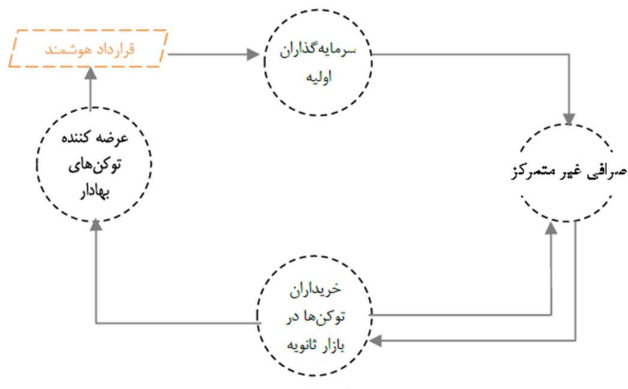 قرارداد هوشمند
سرمایه‌گذاران
اولیه
عرضه کننده
توکن‌های
بهادار
صرافی غیر متمرکز
خریداران
توکن‌ها در
بازار ثانویه